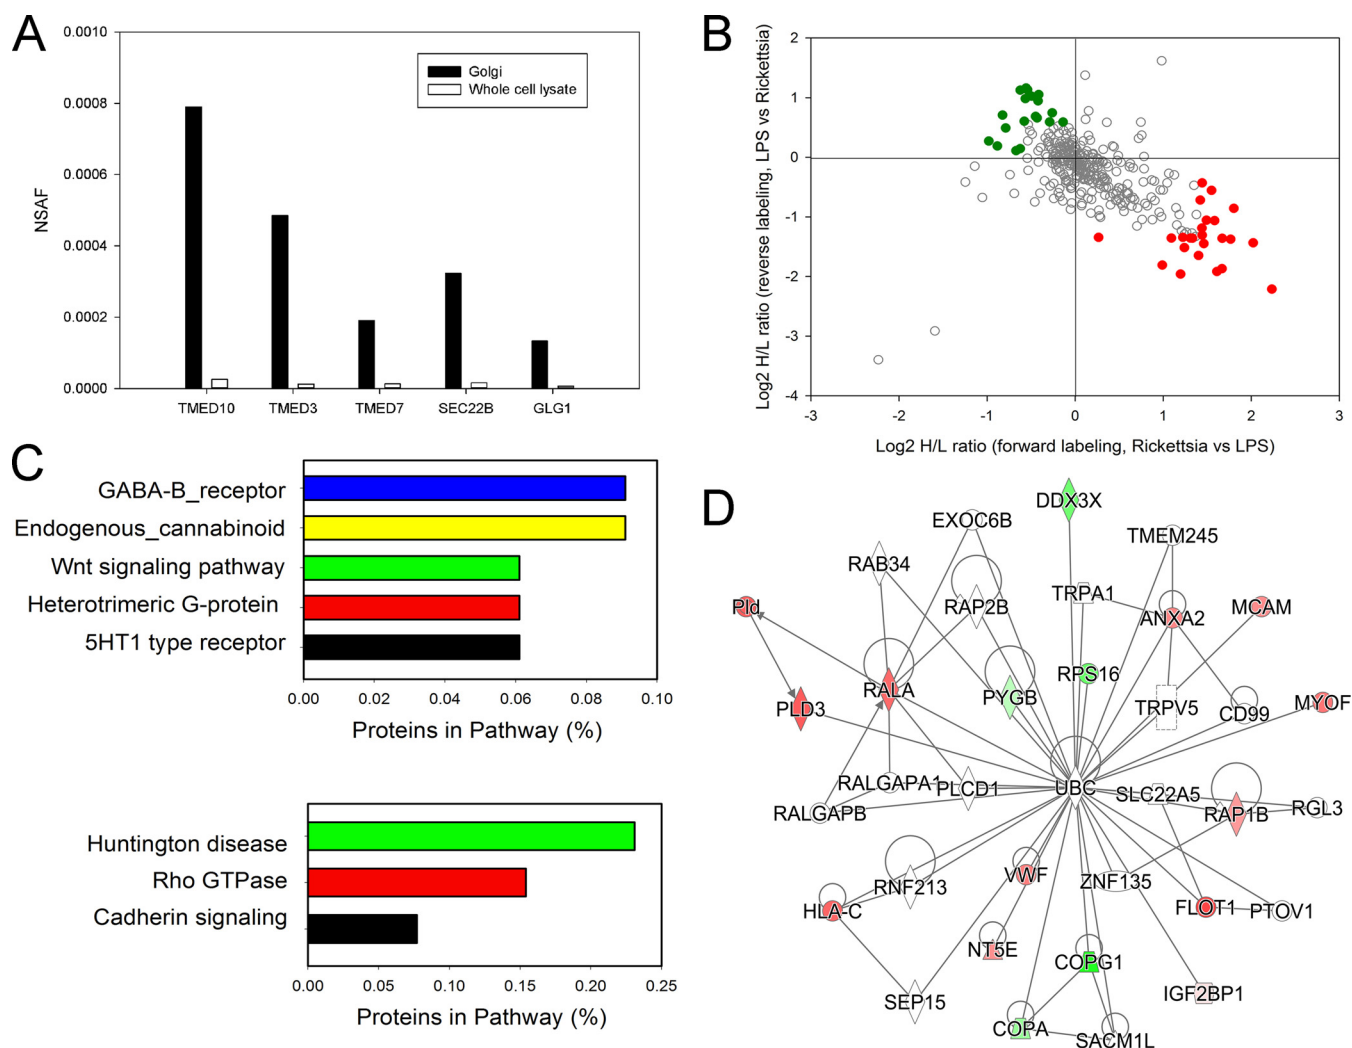 A
0.0010
0.0008
0.0006
0.0004
0.0002
0.0000
NSAF
Golgi
Whole cell lysate
TMED10 TMED3 TMED7 SEC22B GLG1
B
2
1
0
-1
-2
-3
-4
Log2 H/L ratio (reverse labeling, LPS vs Rickettsia)
-3 -2 -1 0 1 2 3
Log2 H/L ratio (forward labeling, Rickettsia vs LPS)
C
GABA-B_receptor
Endogenous_cannabinoid
Wnt signaling pathway
Heterotrimeric G-protein
5HT1 type receptor
0.00 0.02 0.04 0.06 0.08 0.10
Proteins in Pathway (%)
Huntington disease
Rho GTPase
Cadherin signaling
0.00 0.05 0.10 0.15 0.20 0.25
Proteins in Pathway (%)
D
DDX3X
EXOC6B
TMEM245
RAB34
TRPA1
RAP2B
Pld
ANXA2
MCAM
RPS16
RALA
PYGB
PLD3
TRPV5
CD99
MYOF
RALGAPA1
PLCD1
UBC
SLC22A5
RALGAPB
RAP1B
RGL3
RNF213
VWF
ZNF135
HLA-C
FLOT1
PTOV1
NT5E
COPG1
SEP15
IGF2BP1
COPA
SACM1L